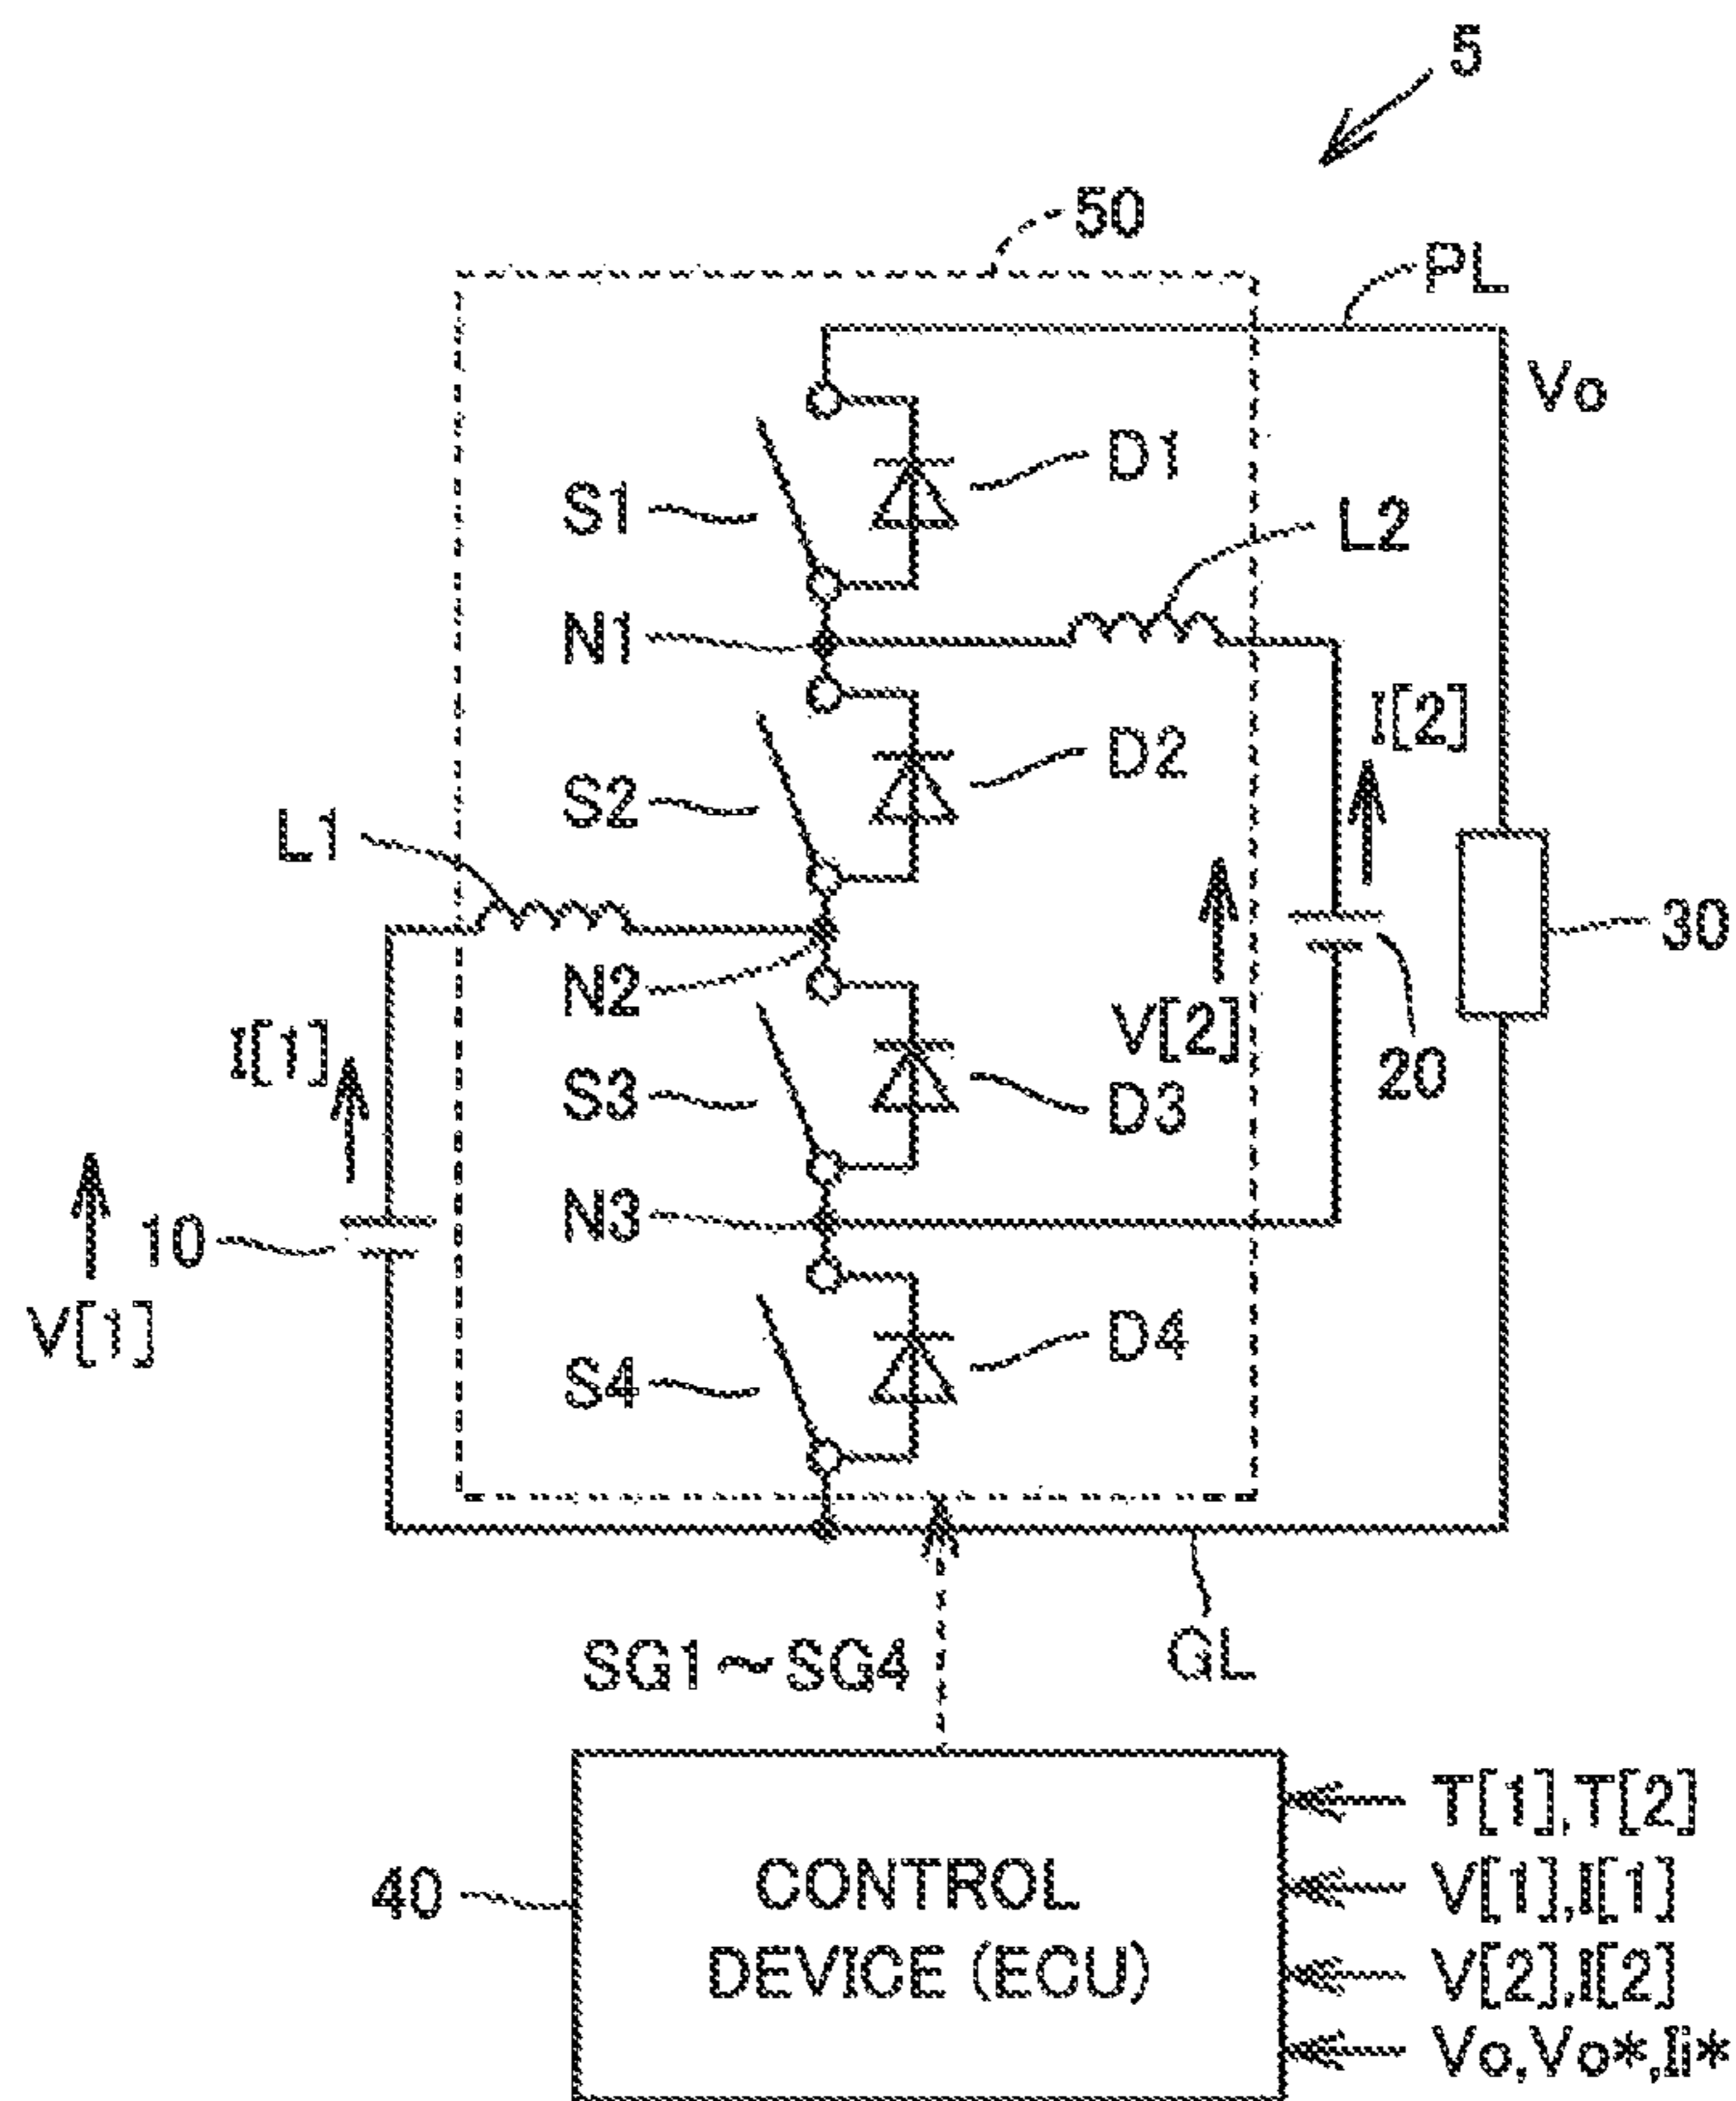 5
50
PL
Vo
D1
S1
L2
N1
I[2]
D2
S2
L1
30
N2
V[2]
I[1]
20
S3
D3
N3
10
V[1]
D4
S4
SG1~SG4
GL
T[1],T[2]
40
CONTROL
DEVICE (ECU)
V[1],I[1]
V[2],I[2]
Vo,Vo*,Ii*